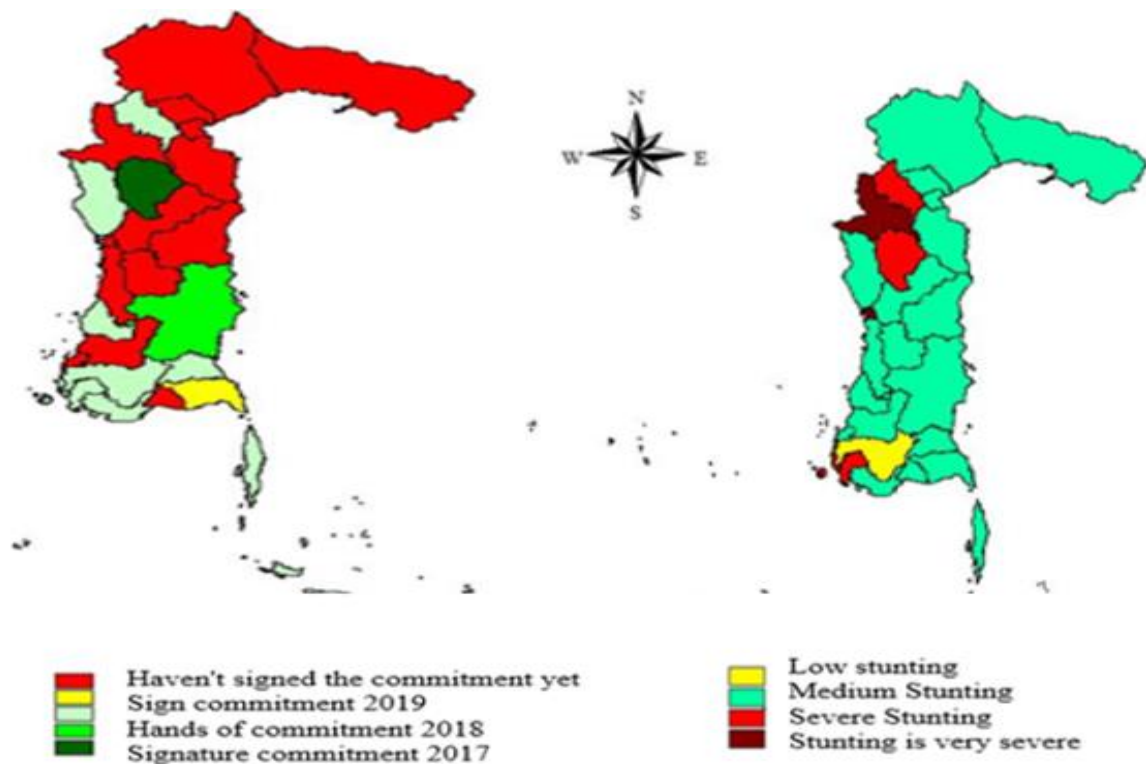 N
W E
S
Haven't signed the commitment yet
Sign commitment 2019
Hands of commitment 2018
Signature commitment 2017
Low stunting
Medium Stunting
Severe Stunting
Stunting is very severe